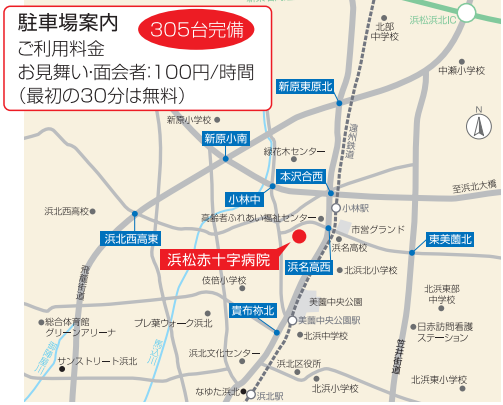 駐車場案内
305台完備
ご利用料金
お見舞い・面会者：100円/時間
（最初の30分は無料）
浜松浜北IC
北部
中学校
中瀬小学校
新原東原北
新原小学校
新原小南
遠州鉄道
N
緑花木センター
本沢合西
小林中
至浜北大橋
小林駅
浜北西高校
高齢者ふれあい福祉センター
市営グランド
浜北西高東
浜名高校
東美薗北
浜松赤十字病院
浜名高西
北浜北小学校
飛龍街道
伎倍小学校
北浜東部
中学校
美薗中央公園
貴布祢北
総合体育館
グリーンアリーナ
プレ葉ウォーク浜北
美薗中央公園駅
北浜中学校
日赤訪問看護
ステーション
笠井街道
サンストリート浜北
浜北文化センター
浜北区役所
なゆた浜北
浜北駅
北浜小学校
北浜東小学校